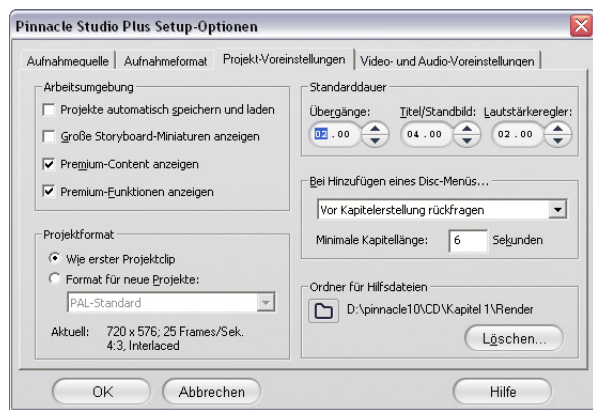 Pinnacle Studio Plus Setup-Optionen
Aufnahmequelle Aufnahmeformat Projekt-Voreinstellungen Video- und Audio-Voreinstellungen
Arbeitsumgebung
Projekte automatisch speichern und laden
Große Storyboard-Miniaturen anzeigen
Premium-Content anzeigen
Premium-Funktionen anzeigen
Projektformat
Wie erster Projektclip
Format für neue Projekte:
PAL-Standard
Aktuell: 720 x 576; 25 Frames/Sek.
4:3, Interlaced
Standarddauer
Übergänge: Titel/Standbild: Lautstärkeregler:
02.00 04.00 02.00
Bei Hinzufügen eines Disc-Menüs...
Vor Kapitelerstellung rückfragen
Minimale Kapitellänge: 6 Sekunden
Ordner für Hilfsdateien
D:\pinnacle10\CD\Kapitel 1\Render
Löschen...
OK Abbrechen Hilfe